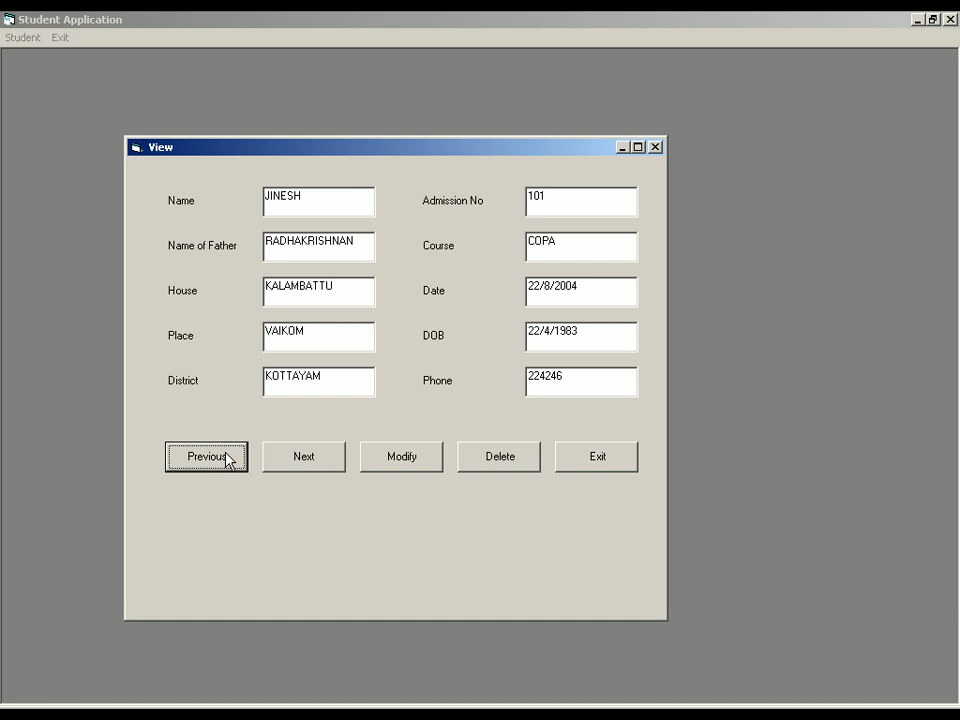 Student Application
Student Exit
View
Name JINESH Admission No 101
Name of Father RADHAKRISHNAN Course COPA
House KALAMBATTU Date 22/8/2004
Place VAIKOM DOB 22/4/1983
District KOTTAYAM Phone 224246
Previous Next Modify Delete Exit